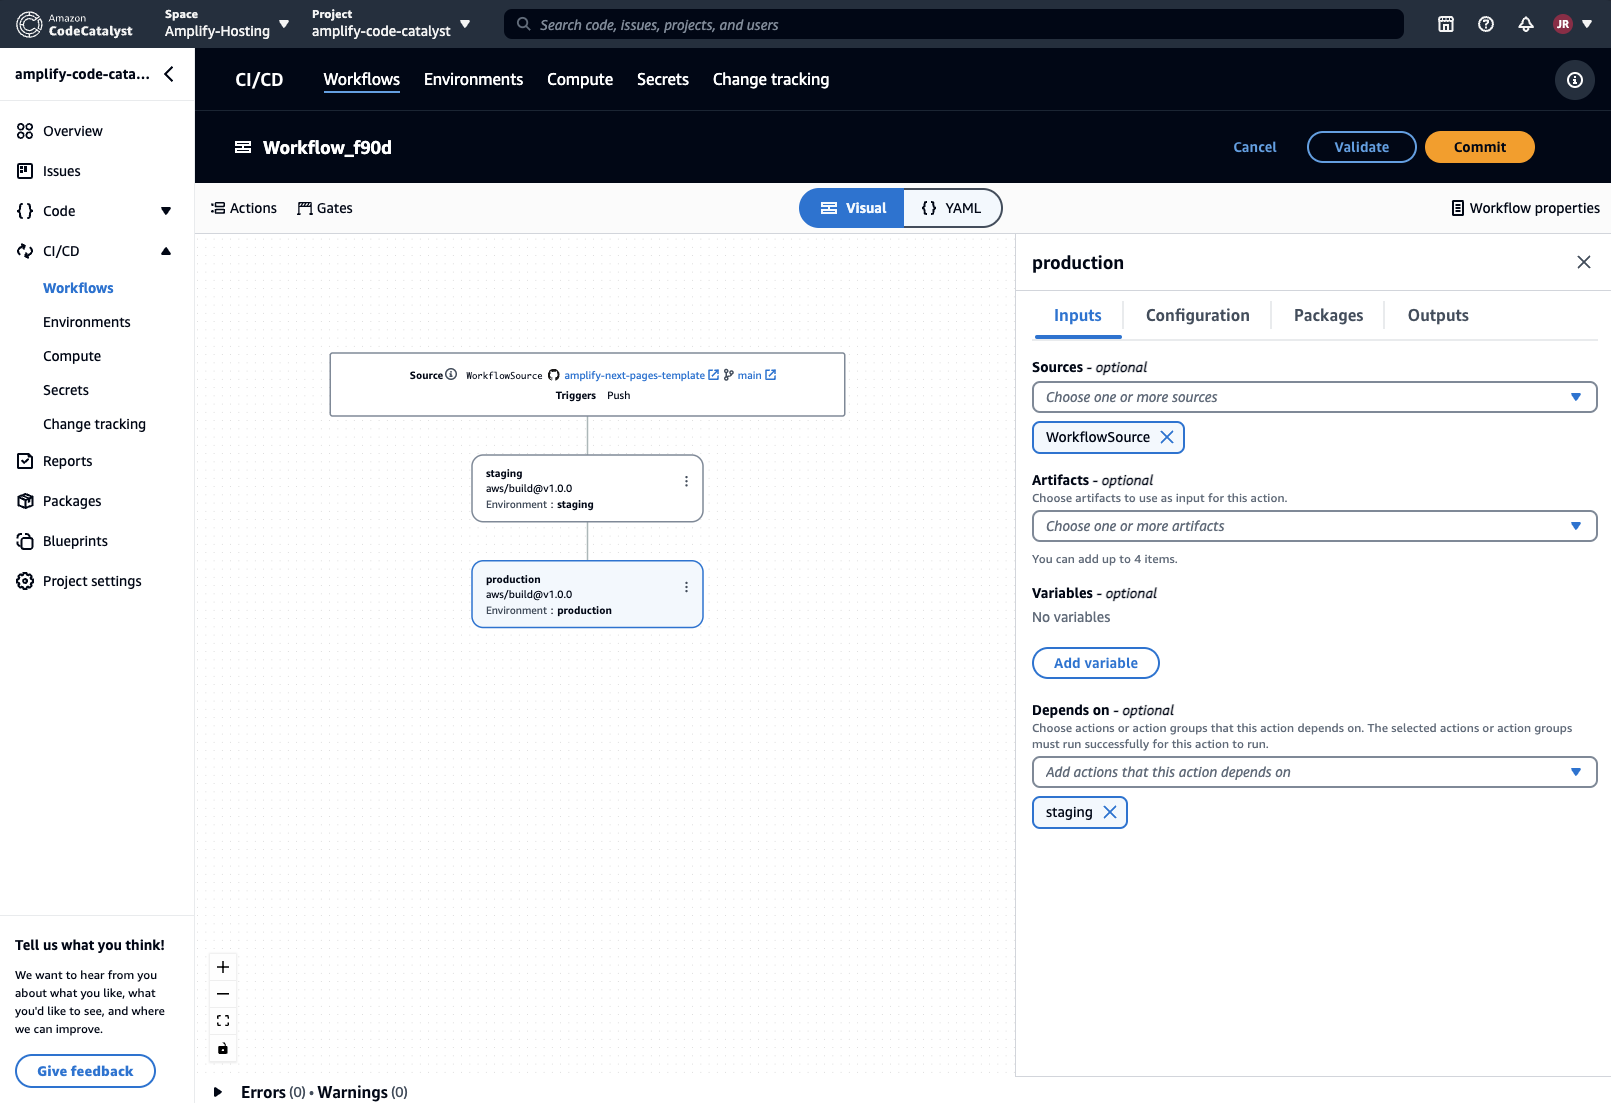 Amazon
CodeCatalyst
Space
Amplify-Hosting
Project
amplify-code-catalyst
Search code, issues, projects, and users
JR
amplify-code-cata...
Overview
Issues
Code
CI/CD
Workflows
Environments
Compute
Secrets
Change tracking
Reports
Packages
Blueprints
Project settings
Tell us what you think!
We want to hear from you
about what you like, what
you'd like to see, and where
we can improve.
Give feedback
CI/CD Workflows Environments Compute Secrets Change tracking
Workflow_f90d
Cancel Validate Commit
Actions Gates Visual YAML Workflow properties
Source WorkflowSource amplify-next-pages-template main
Triggers Push
staging
aws/build@v1.0.0
Environment : staging
production
aws/build@v1.0.0
Environment : production
Errors (0) • Warnings (0)
production
Inputs Configuration Packages Outputs
Sources - optional
Choose one or more sources
WorkflowSource
Artifacts - optional
Choose artifacts to use as input for this action.
Choose one or more artifacts
You can add up to 4 items.
Variables - optional
No variables
Add variable
Depends on - optional
Choose actions or action groups that this action depends on. The selected actions or action groups
must run successfully for this action to run.
Add actions that this action depends on
staging